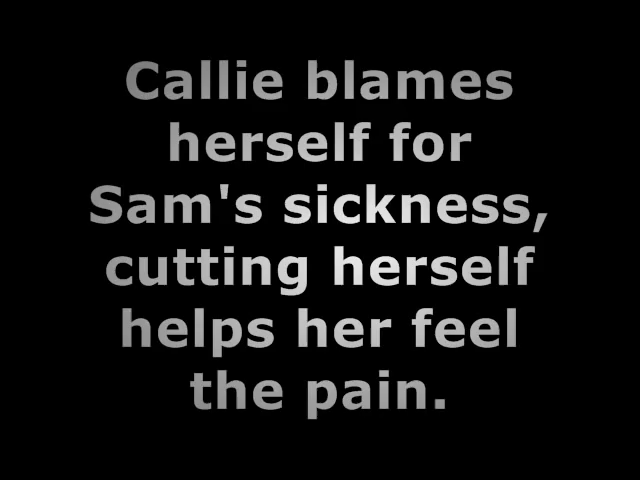 Callie blames
herself for
Sam's sickness,
cutting herself
helps her feel
the pain.